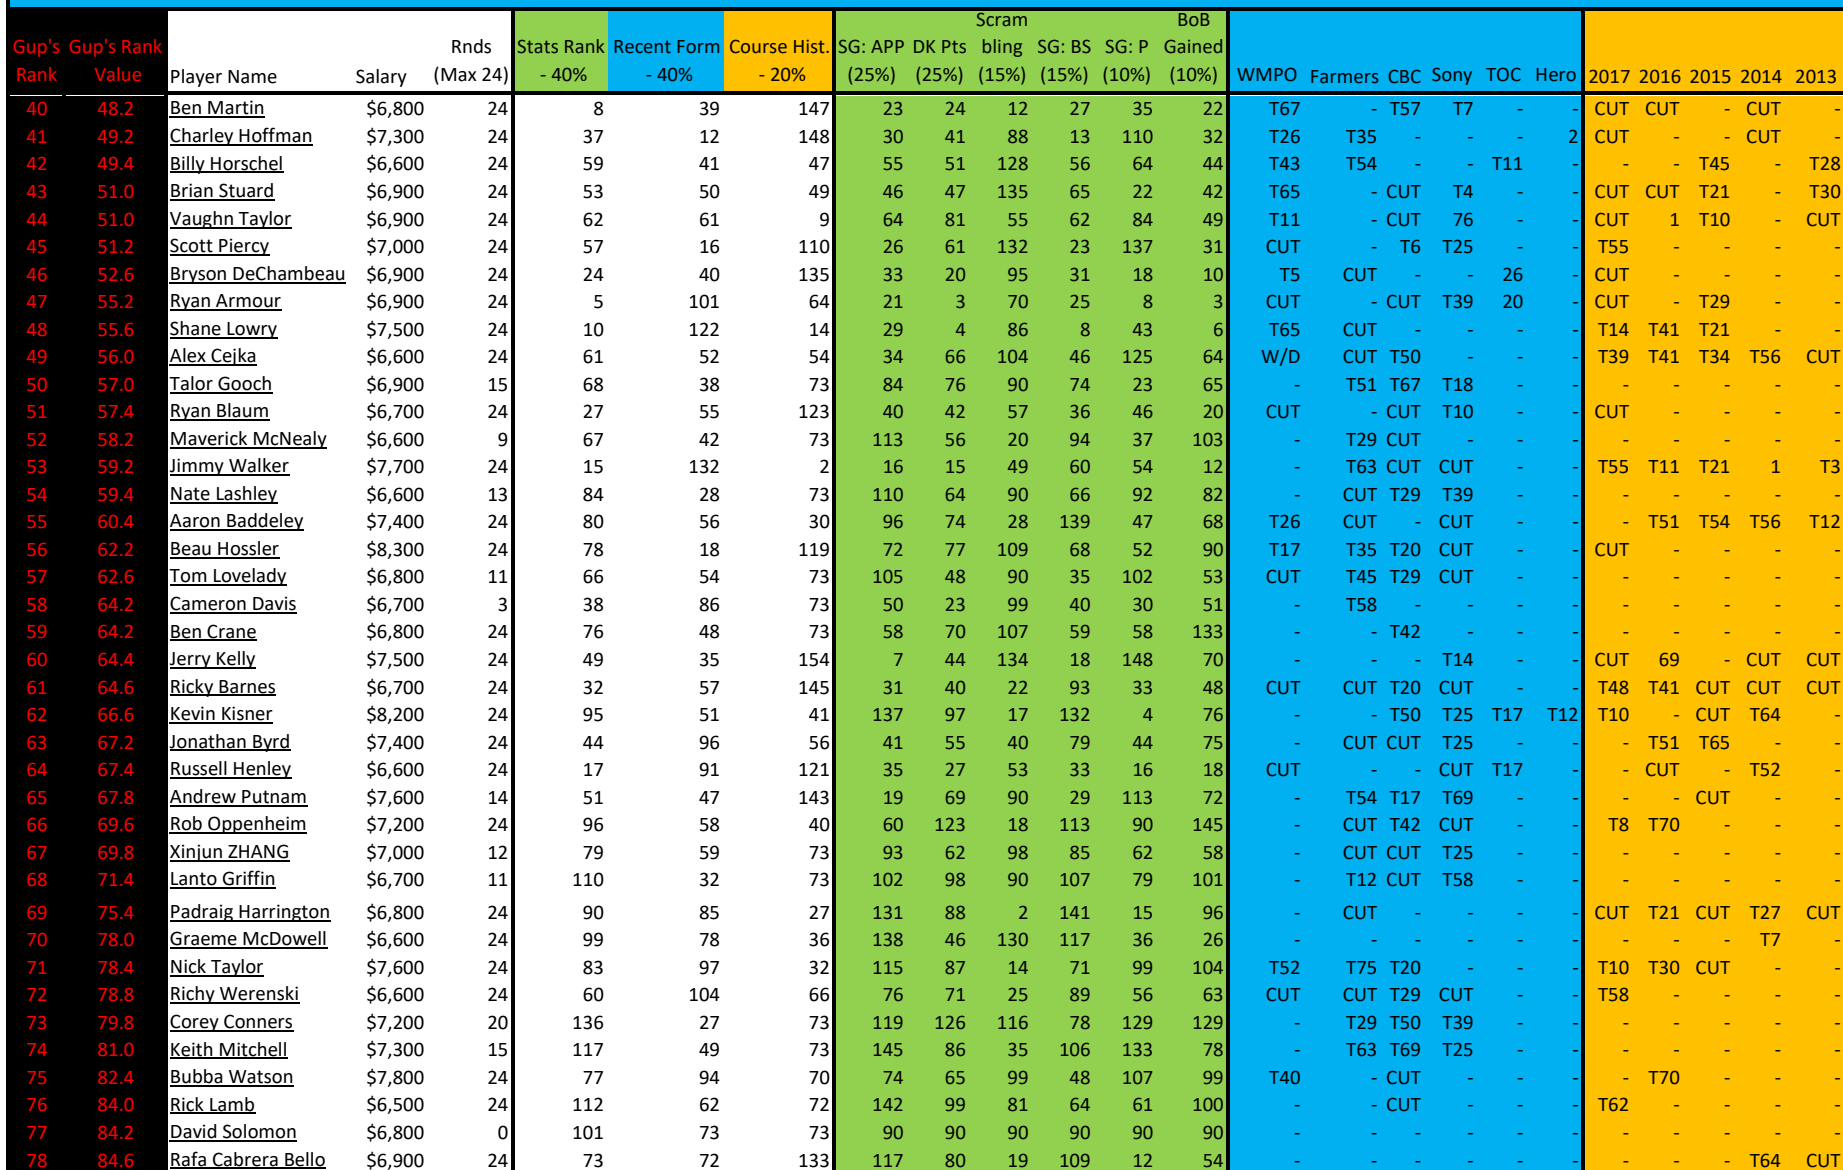 Scram BoB
Gup's Gup's Rank Rnds Stats Rank Recent Form Course Hist. SG: APP DK Pts bling SG: BS SG: P Gained
Rank Value Player Name Salary (Max 24) - 40% - 40% - 20% (25%) (25%) (15%) (15%) (10%) (10%) WMPO Farmers CBC Sony TOC Hero 2017 2016 2015 2014 2013
40 48.2 Ben Martin $6,800 24 8 39 147 23 24 12 27 35 22 T67 - T57 T7 - - CUT CUT - CUT -
41 49.2 Charley Hoffman $7,300 24 37 12 148 30 41 88 13 110 32 T26 T35 - - - 2 CUT - - CUT -
42 49.4 Billy Horschel $6,600 24 59 41 47 55 51 128 56 64 44 T43 T54 - - T11 - - - T45 - T28
43 51.0 Brian Stuard $6,900 24 53 50 49 46 47 135 65 22 42 T65 - CUT T4 - - CUT CUT T21 - T30
44 51.0 Vaughn Taylor $6,900 24 62 61 9 64 81 55 62 84 49 T11 - CUT 76 - - CUT 1 T10 - CUT
45 51.2 Scott Piercy $7,000 24 57 16 110 26 61 132 23 137 31 CUT - T6 T25 - - T55 - - - -
46 52.6 Bryson DeChambeau $6,900 24 24 40 135 33 20 95 31 18 10 T5 CUT - - 26 - CUT - - - -
47 55.2 Ryan Armour $6,900 24 5 101 64 21 3 70 25 8 3 CUT - CUT T39 20 - CUT - T29 - -
48 55.6 Shane Lowry $7,500 24 10 122 14 29 4 86 8 43 6 T65 CUT - - - - T14 T41 T21 - -
49 56.0 Alex Cejka $6,600 24 61 52 54 34 66 104 46 125 64 W/D CUT T50 - - - T39 T41 T34 T56 CUT
50 57.0 Talor Gooch $6,900 15 68 38 73 84 76 90 74 23 65 - T51 T67 T18 - - - - - - -
51 57.4 Ryan Blaum $6,700 24 27 55 123 40 42 57 36 46 20 CUT - CUT T10 - - CUT - - - -
52 58.2 Maverick McNealy $6,600 9 67 42 73 113 56 20 94 37 103 - T29 CUT - - - - - - - -
53 59.2 Jimmy Walker $7,700 24 15 132 2 16 15 49 60 54 12 - T63 CUT CUT - - T55 T11 T21 1 T3
54 59.4 Nate Lashley $6,600 13 84 28 73 110 64 90 66 92 82 - CUT T29 T39 - - - - - - -
55 60.4 Aaron Baddeley $7,400 24 80 56 30 96 74 28 139 47 68 T26 CUT - CUT - - - T51 T54 T56 T12
56 62.2 Beau Hossler $8,300 24 78 18 119 72 77 109 68 52 90 T17 T35 T20 CUT - - CUT - - - -
57 62.6 Tom Lovelady $6,800 11 66 54 73 105 48 90 35 102 53 CUT T45 T29 CUT - - - - - - -
58 64.2 Cameron Davis $6,700 3 38 86 73 50 23 99 40 30 51 - T58 - - - - - - - - -
59 64.2 Ben Crane $6,800 24 76 48 73 58 70 107 59 58 133 - - T42 - - - - - - - -
60 64.4 Jerry Kelly $7,500 24 49 35 154 7 44 134 18 148 70 - - - T14 - - CUT 69 - CUT CUT
61 64.6 Ricky Barnes $6,700 24 32 57 145 31 40 22 93 33 48 CUT CUT T20 CUT - - T48 T41 CUT CUT CUT
62 66.6 Kevin Kisner $8,200 24 95 51 41 137 97 17 132 4 76 - - T50 T25 T17 T12 T10 - CUT T64 -
63 67.2 Jonathan Byrd $7,400 24 44 96 56 41 55 40 79 44 75 - CUT CUT T25 - - - T51 T65 - -
64 67.4 Russell Henley $6,600 24 17 91 121 35 27 53 33 16 18 CUT - - CUT T17 - - CUT - T52 -
65 67.8 Andrew Putnam $7,600 14 51 47 143 19 69 90 29 113 72 - T54 T17 T69 - - - - CUT - -
66 69.6 Rob Oppenheim $7,200 24 96 58 40 60 123 18 113 90 145 - CUT T42 CUT - - T8 T70 - - -
67 69.8 Xinjun ZHANG $7,000 12 79 59 73 93 62 98 85 62 58 - CUT CUT T25 - - - - - - -
68 71.4 Lanto Griffin $6,700 11 110 32 73 102 98 90 107 79 101 - T12 CUT T58 - - - - - - -
69 75.4 Padraig Harrington $6,800 24 90 85 27 131 88 2 141 15 96 - CUT - - - - CUT T21 CUT T27 CUT
70 78.0 Graeme McDowell $6,600 24 99 78 36 138 46 130 117 36 26 - - - - - - - - - T7 -
71 78.4 Nick Taylor $7,600 24 83 97 32 115 87 14 71 99 104 T52 T75 T20 - - - T10 T30 CUT - -
72 78.8 Richy Werenski $6,600 24 60 104 66 76 71 25 89 56 63 CUT CUT T29 CUT - - T58 - - - -
73 79.8 Corey Conners $7,200 20 136 27 73 119 126 116 78 129 129 - T29 T50 T39 - - - - - - -
74 81.0 Keith Mitchell $7,300 15 117 49 73 145 86 35 106 133 78 - T63 T69 T25 - - - - - - -
75 82.4 Bubba Watson $7,800 24 77 94 70 74 65 99 48 107 99 T40 - CUT - - - - T70 - - -
76 84.0 Rick Lamb $6,500 24 112 62 72 142 99 81 64 61 100 - - CUT - - - T62 - - - -
77 84.2 David Solomon $6,800 0 101 73 73 90 90 90 90 90 90 - - - - - - - - - - -
78 84.6 Rafa Cabrera Bello $6,900 24 73 72 133 117 80 19 109 12 54 - - - - - - - - - T64 CUT